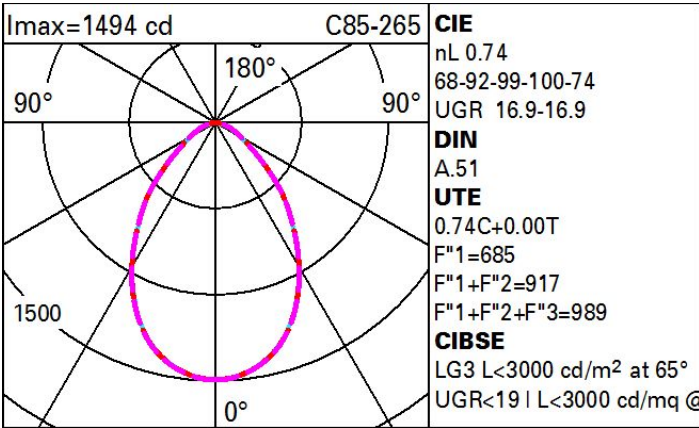 Imax=1494 cd
C85-265
180°
90°
90°
1500
0°
CIE
nL 0.74
68-92-99-100-74
UGR 16.9-16.9
DIN
A.51
UTE
0.74C+0.00T
F"1=685
F"1+F"2=917
F"1+F"2+F"3=989
CIBSE
LG3 L<3000 cd/m² at 65°
UGR<19 | L<3000 cd/mq @